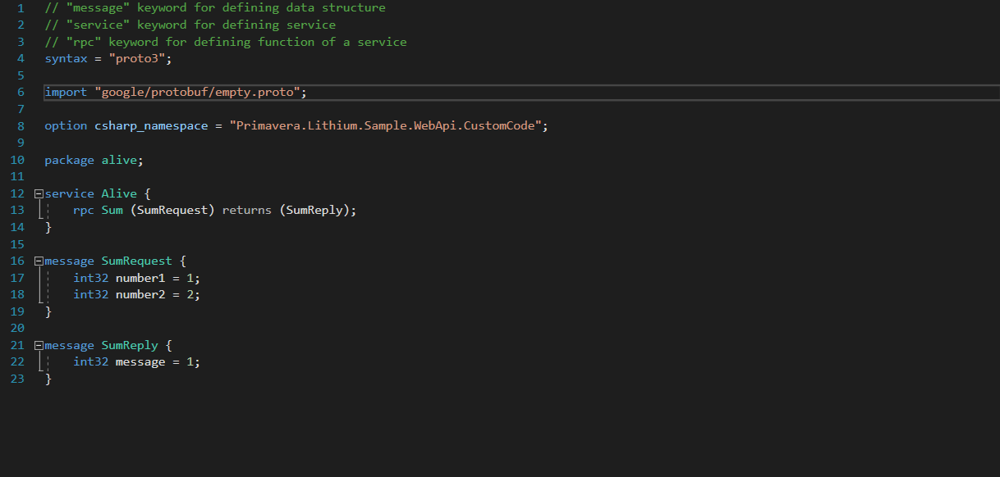 1 // "message" keyword for defining data structure
2 // "service" keyword for defining service
3 // "rpc" keyword for defining function of a service
4 syntax = "proto3";
5
6 import "google/protobuf/empty.proto";
7
8 option csharp_namespace = "Primavera.Lithium.Sample.WebApi.CustomCode";
9
10 package alive;
11
12 service Alive {
13     rpc Sum (SumRequest) returns (SumReply);
14 }
15
16 message SumRequest {
17     int32 number1 = 1;
18     int32 number2 = 2;
19 }
20
21 message SumReply {
22     int32 message = 1;
23 }